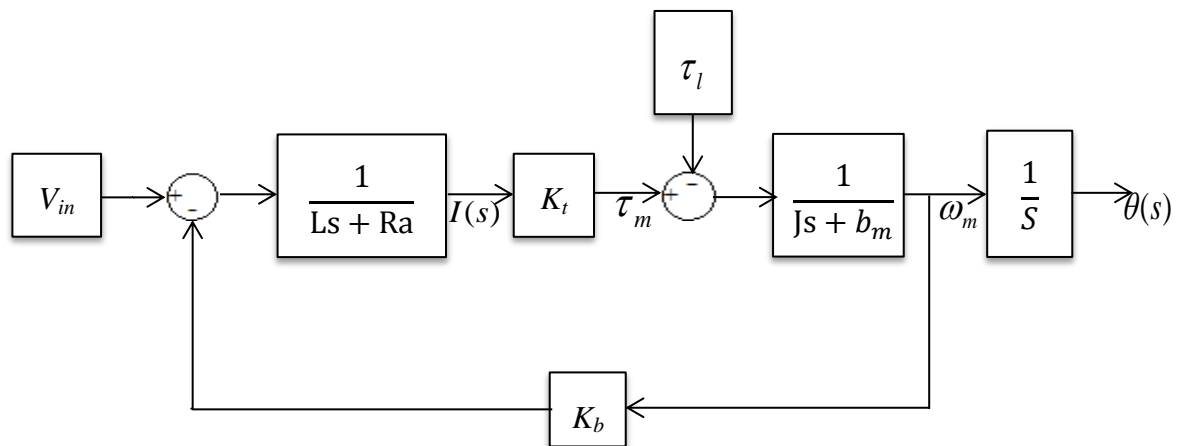 τ_l
V_in
+
-
1
Ls + Ra
I(s)
K_t
τ_m
+
-
1
Js + b_m
ω_m
1
S
θ(s)
K_b